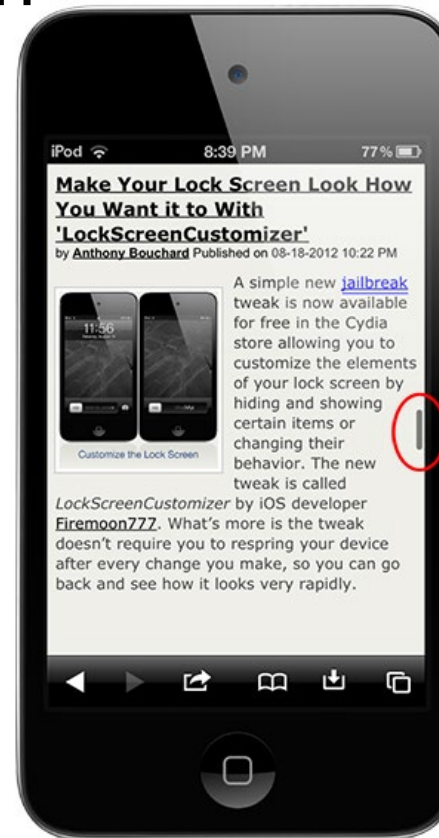 iPod 8:39 PM 77%
Make Your Lock Screen Look How
You Want it to With
'LockScreenCustomizer'
by Anthony Bouchard Published on 08-18-2012 10:22 PM
A simple new jailbreak
tweak is now available
for free in the Cydia
store allowing you to
customize the elements
of your lock screen by
hiding and showing
certain items or
changing their
behavior. The new
tweak is called
11:56
Customize the Lock Screen
LockScreenCustomizer by iOS developer
Firemoon777. What's more is the tweak
doesn't require you to respring your device
after every change you make, so you can go
back and see how it looks very rapidly.